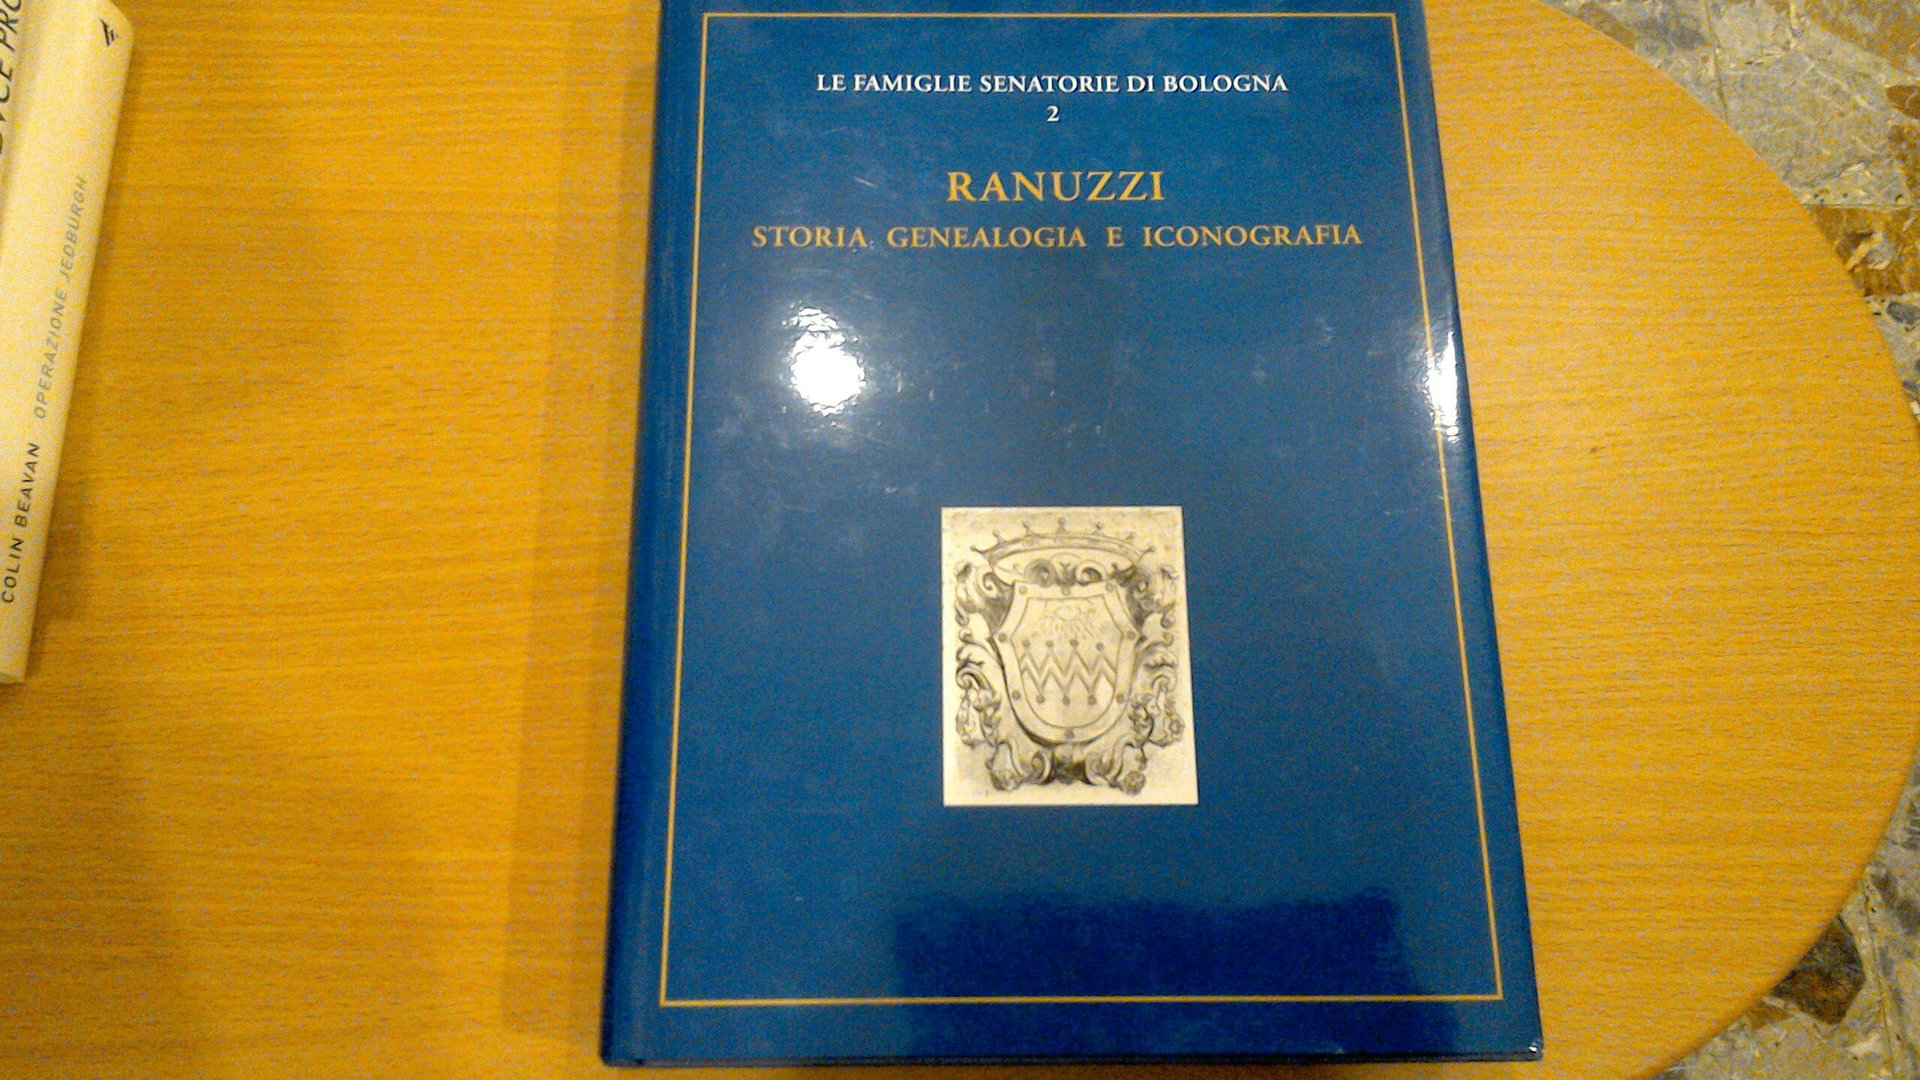 LE FAMIGLIE SENATORIE DI BOLOGNA
2
RANUZZI
STORIA GENEALOGIA E ICONOGRAFIA
COLIN BEAVAN OPERAZIONE JEDBURGH